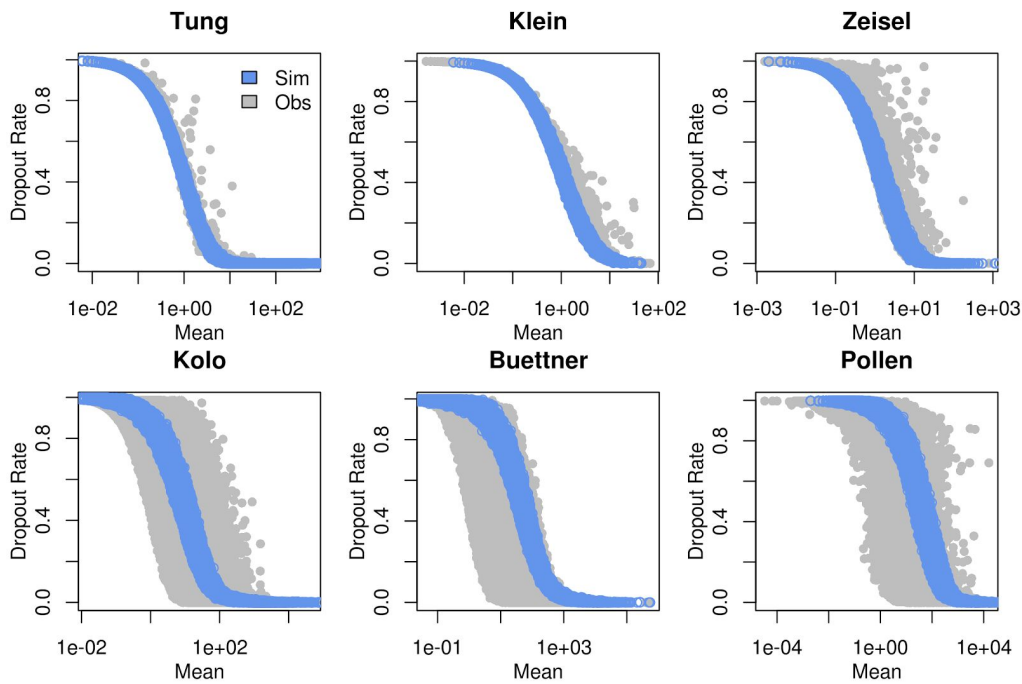 Tung
Klein
Zeisel
Dropout Rate
0.0
0.4
0.8
Sim
Obs
1e-02
1e+00
1e+02
Mean
Dropout Rate
0.0
0.4
0.8
1e-02
1e+00
1e+02
Mean
Dropout Rate
0.0
0.4
0.8
1e-03
1e-01
1e+01
1e+03
Mean
Kolo
Buettner
Pollen
Dropout Rate
0.0
0.4
0.8
1e-02
1e+02
Mean
Dropout Rate
0.0
0.4
0.8
1e-01
1e+03
Mean
Dropout Rate
0.0
0.4
0.8
1e-04
1e+00
1e+04
Mean